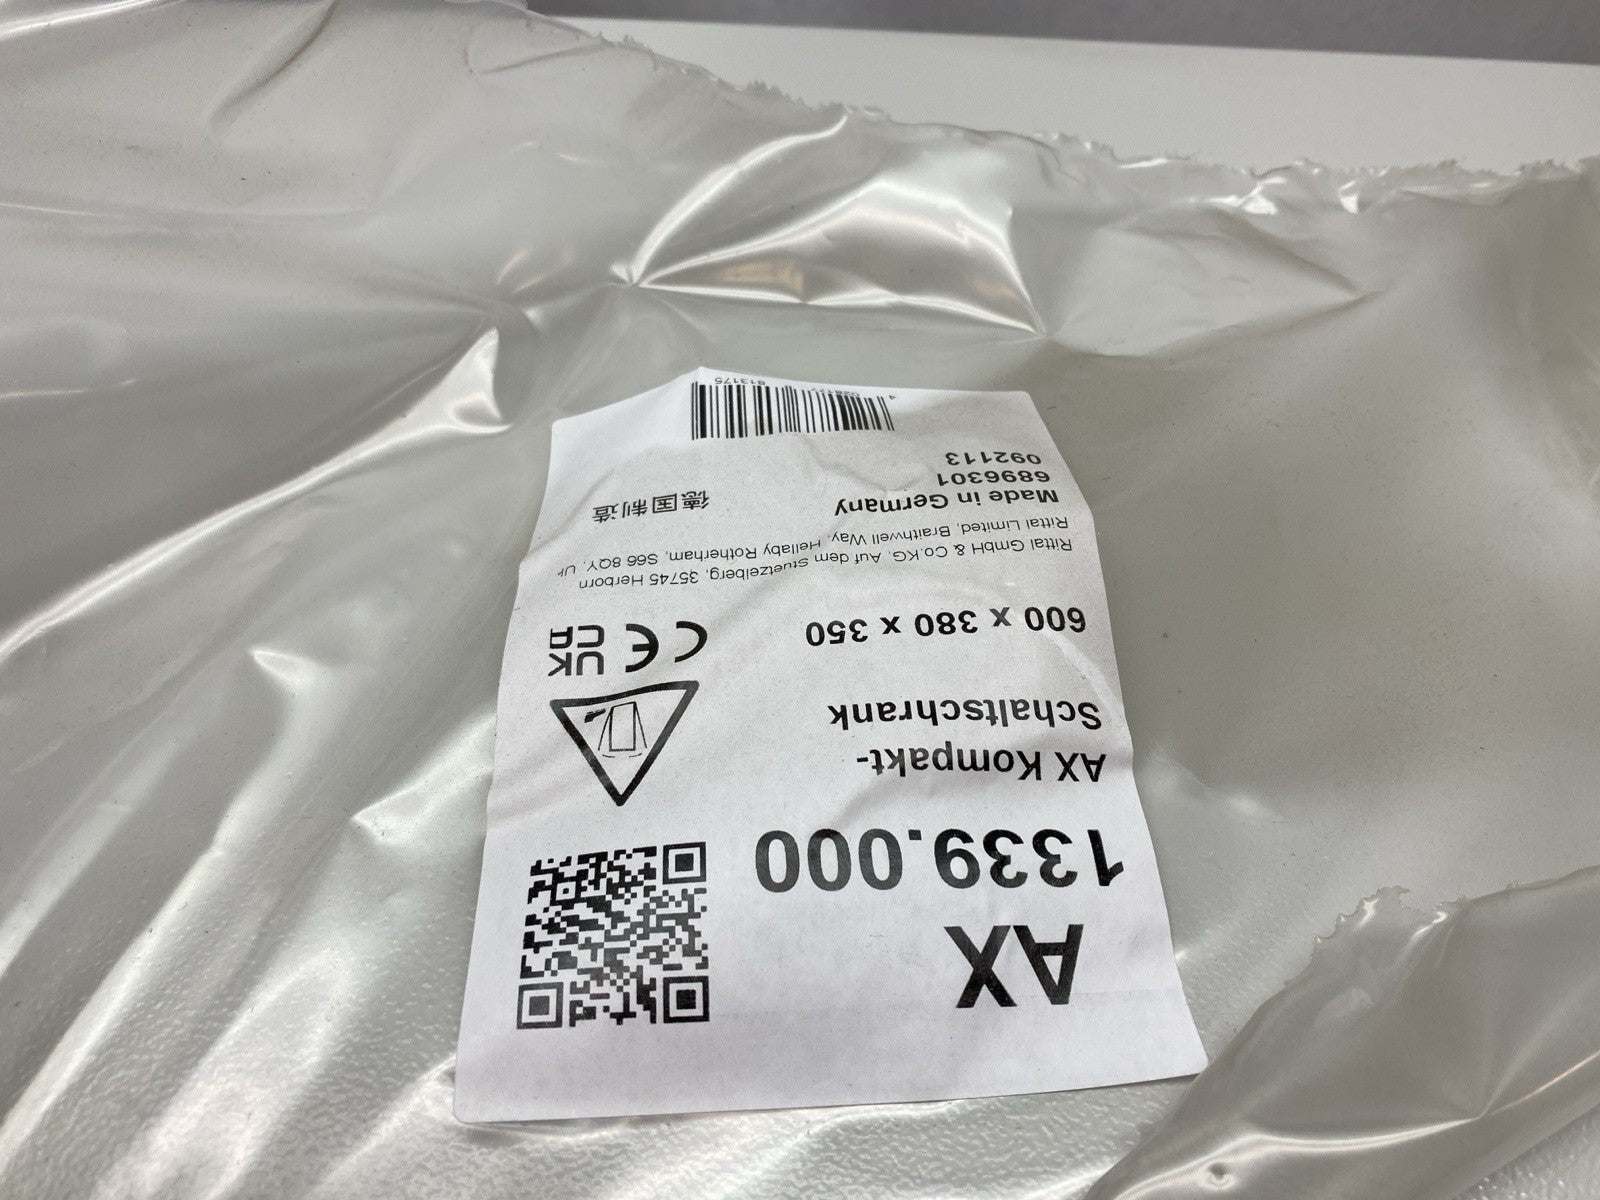 AX
1339.000
AX Kompakt-
Schaltschrank
600 x 380 x 350
CE
UK
CA
Rittal GmbH & Co.KG, Auf dem Stuetzelberg, 35745 Herborn
Rittal Limited, Braithwell Way, Hellaby Rotherham, S66 8QY, UK
Made in Germany
德国制造
6896301
092113
4
813175